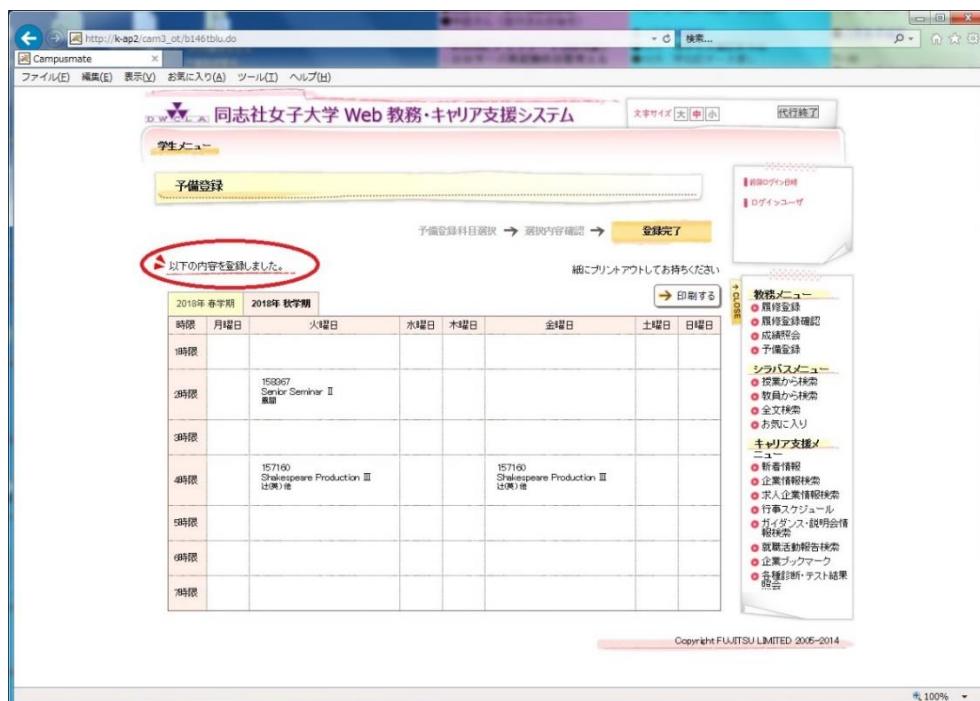 http://k-ap2/cam3_ot/b146tblu.do
検索...
Campusmate
ファイル(F) 編集(E) 表示(V) お気に入り(A) ツール(T) ヘルプ(H)
DWCLA 同志社女子大学 Web 教務・キャリア支援システム
文字サイズ 大 中 小
代行終了
学生メニュー
予備登録
前回ログイン日時
ログインユーザ
予備登録科目選択 → 選択内容確認 → 登録完了
以下の内容を登録しました。
紙にプリントアウトしてお持ちください
→ 印刷する
2018年 春学期 2018年 秋学期
時限 月曜日 火曜日 水曜日 木曜日 金曜日 土曜日 日曜日
1時限
2時限
158367
Senior Seminar Ⅱ
3時限
4時限
157160
Shakespeare Production Ⅲ
辻(英) 他
157160
Shakespeare Production Ⅲ
辻(英) 他
5時限
6時限
7時限
CLOSE
教務メニュー
履修登録
履修登録確認
成績照会
予備登録
シラバスメニュー
授業から検索
教員から検索
全文検索
お気に入り
キャリア支援メ
ニュー
新着情報
企業情報検索
求人企業情報検索
行事スケジュール
ガイダンス・説明会情
報検索
就職活動報告検索
企業ブックマーク
各種診断・テスト結果
照会
Copyright FUJITSU LIMITED 2005-2014
100%